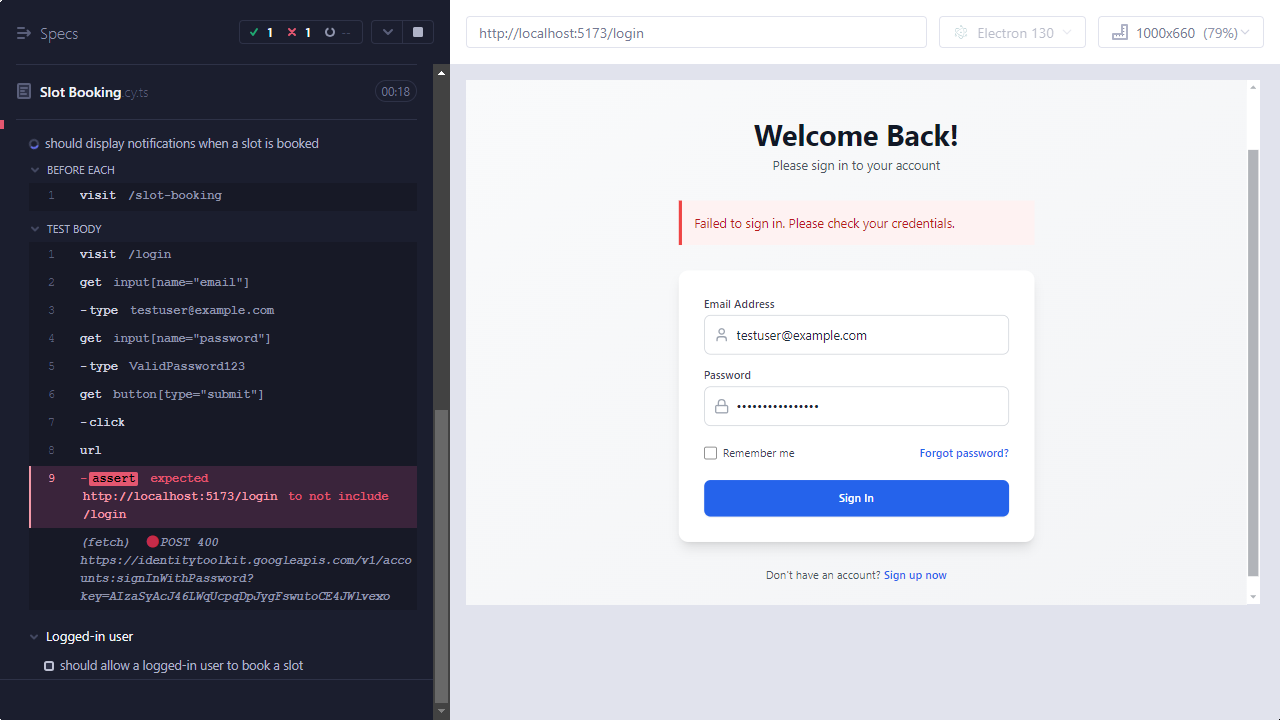 Specs
1 1 --
Slot Booking.cy.ts 00:18
should display notifications when a slot is booked
BEFORE EACH
1 visit /slot-booking
TEST BODY
1 visit /login
2 get input[name="email"]
3 -type testuser@example.com
4 get input[name="password"]
5 -type ValidPassword123
6 get button[type="submit"]
7 -click
8 url
9 -assert expected
http://localhost:5173/login to not include
/login
(fetch) POST 400
https://identitytoolkit.googleapis.com/v1/acco
unts:signInWithPassword?
key=AIzaSyAcJ46LWqUcpqDpJygFswutoCE4JWlvexo
Logged-in user
should allow a logged-in user to book a slot
http://localhost:5173/login
Electron 130
1000x660 (79%)
Welcome Back!
Please sign in to your account
Failed to sign in. Please check your credentials.
Email Address
testuser@example.com
Password
••••••••••••••••
Remember me Forgot password?
Sign In
Don't have an account? Sign up now